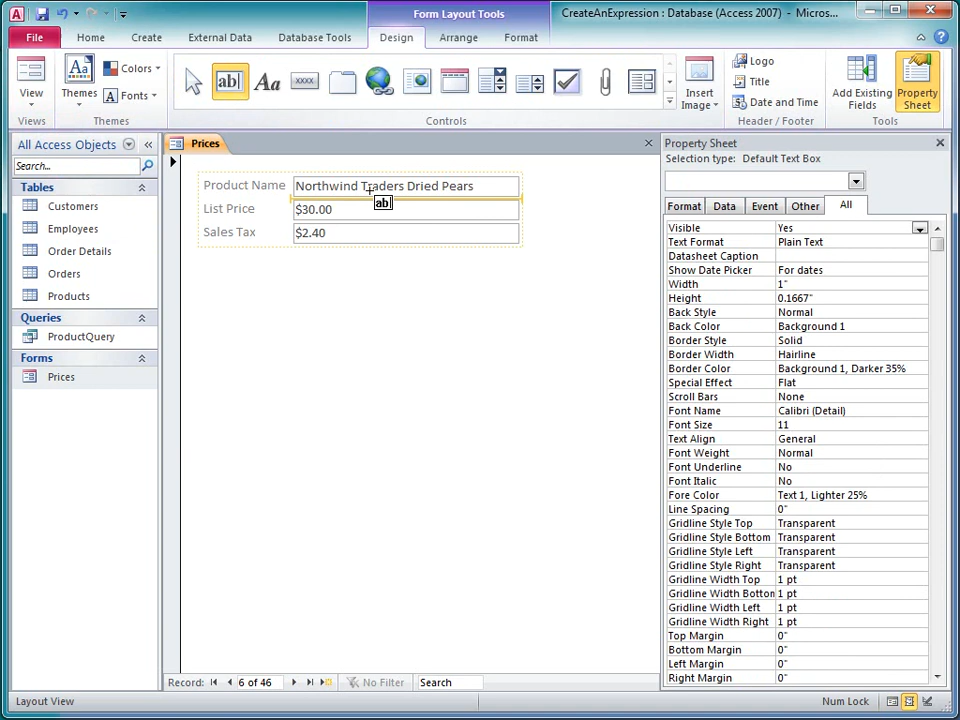 Form Layout Tools
CreateAnExpression : Database (Access 2007) - Micros...
File Home Create External Data Database Tools Design Arrange Format
View
Themes
Colors
Fonts
Aa
ab|
Aa
xxxx
Insert Image
Logo
Title
Date and Time
Add Existing Fields
Property Sheet
Views Themes Controls Header / Footer Tools
All Access Objects
Search...
Tables
Customers
Employees
Order Details
Orders
Products
Queries
ProductQuery
Forms
Prices
Prices
Product Name Northwind Traders Dried Pears
ab|
List Price $30.00
Sales Tax $2.40
Property Sheet
Selection type: Default Text Box
Format Data Event Other All
Visible Yes
Text Format Plain Text
Datasheet Caption
Show Date Picker For dates
Width 1"
Height 0.1667"
Back Style Normal
Back Color Background 1
Border Style Solid
Border Width Hairline
Border Color Background 1, Darker 35%
Special Effect Flat
Scroll Bars None
Font Name Calibri (Detail)
Font Size 11
Text Align General
Font Weight Normal
Font Underline No
Font Italic No
Fore Color Text 1, Lighter 25%
Line Spacing 0"
Gridline Style Top Transparent
Gridline Style Bottom Transparent
Gridline Style Left Transparent
Gridline Style Right Transparent
Gridline Width Top 1 pt
Gridline Width Bottom 1 pt
Gridline Width Left 1 pt
Gridline Width Right 1 pt
Top Margin 0"
Bottom Margin 0"
Left Margin 0"
Right Margin 0"
Record: 6 of 46 No Filter Search
Layout View Num Lock